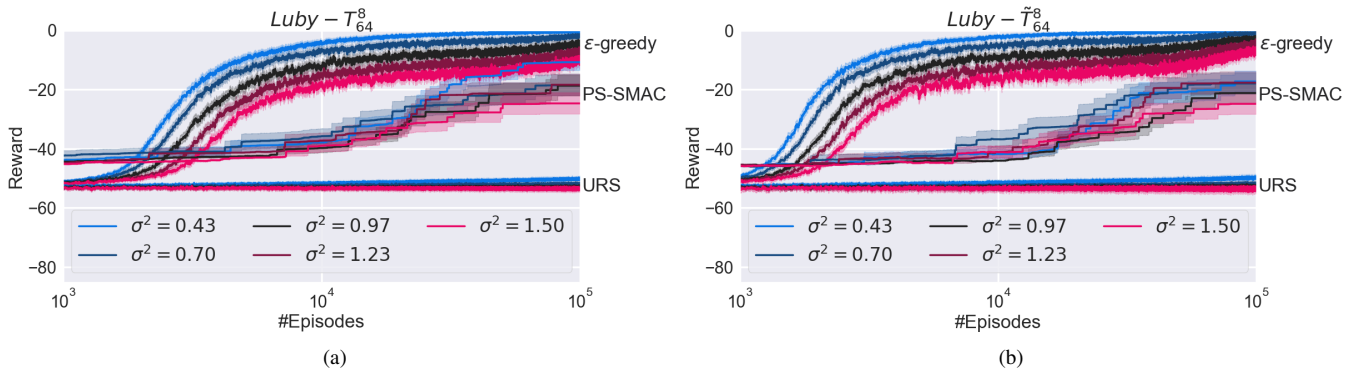 Luby − T⁸₆₄
0
−20
−40
−60
−80
Reward
ε-greedy
PS-SMAC
URS
σ² = 0.43 σ² = 0.97 σ² = 1.50
σ² = 0.70 σ² = 1.23
10³ 10⁴ 10⁵
#Episodes
(a)
Luby − T̃⁸₆₄
0
−20
−40
−60
−80
Reward
ε-greedy
PS-SMAC
URS
σ² = 0.43 σ² = 0.97 σ² = 1.50
σ² = 0.70 σ² = 1.23
10³ 10⁴ 10⁵
#Episodes
(b)